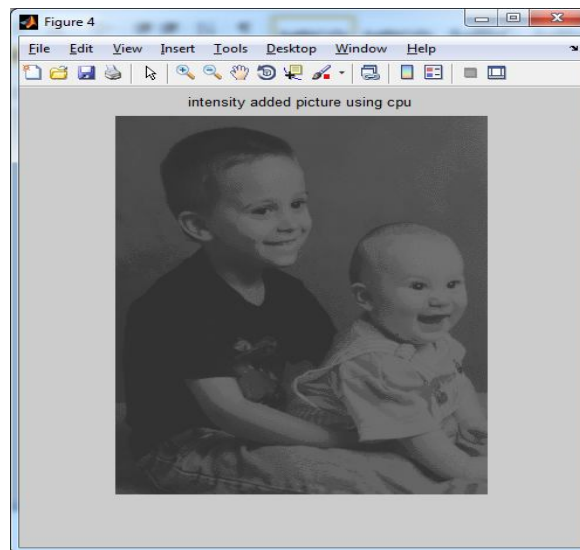 Figure 4
File Edit View Insert Tools Desktop Window Help
intensity added picture using cpu